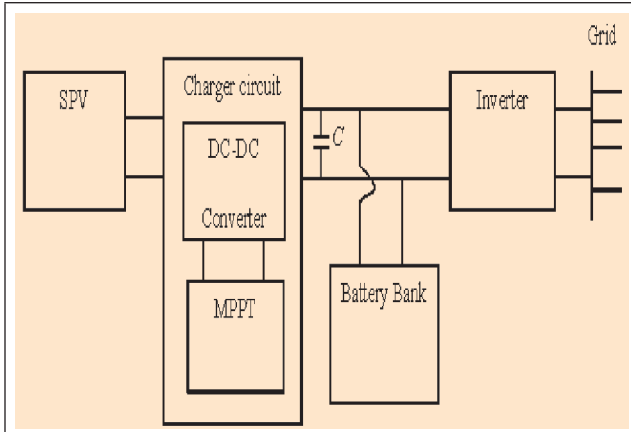 Grid
SPV
Charger circuit
Inverter
DC-DC
C
Converter
Battery Bank
MPPT